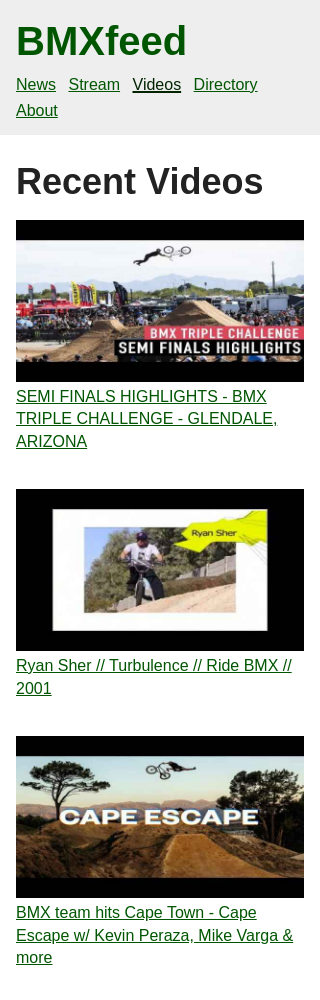 BMXfeed
News Stream Videos Directory
About
Recent Videos
BMX TRIPLE CHALLENGE
SEMI FINALS HIGHLIGHTS
SEMI FINALS HIGHLIGHTS - BMX
TRIPLE CHALLENGE - GLENDALE,
ARIZONA
Ryan Sher
Ryan Sher // Turbulence // Ride BMX //
2001
CAPE ESCAPE
BMX team hits Cape Town - Cape
Escape w/ Kevin Peraza, Mike Varga &
more